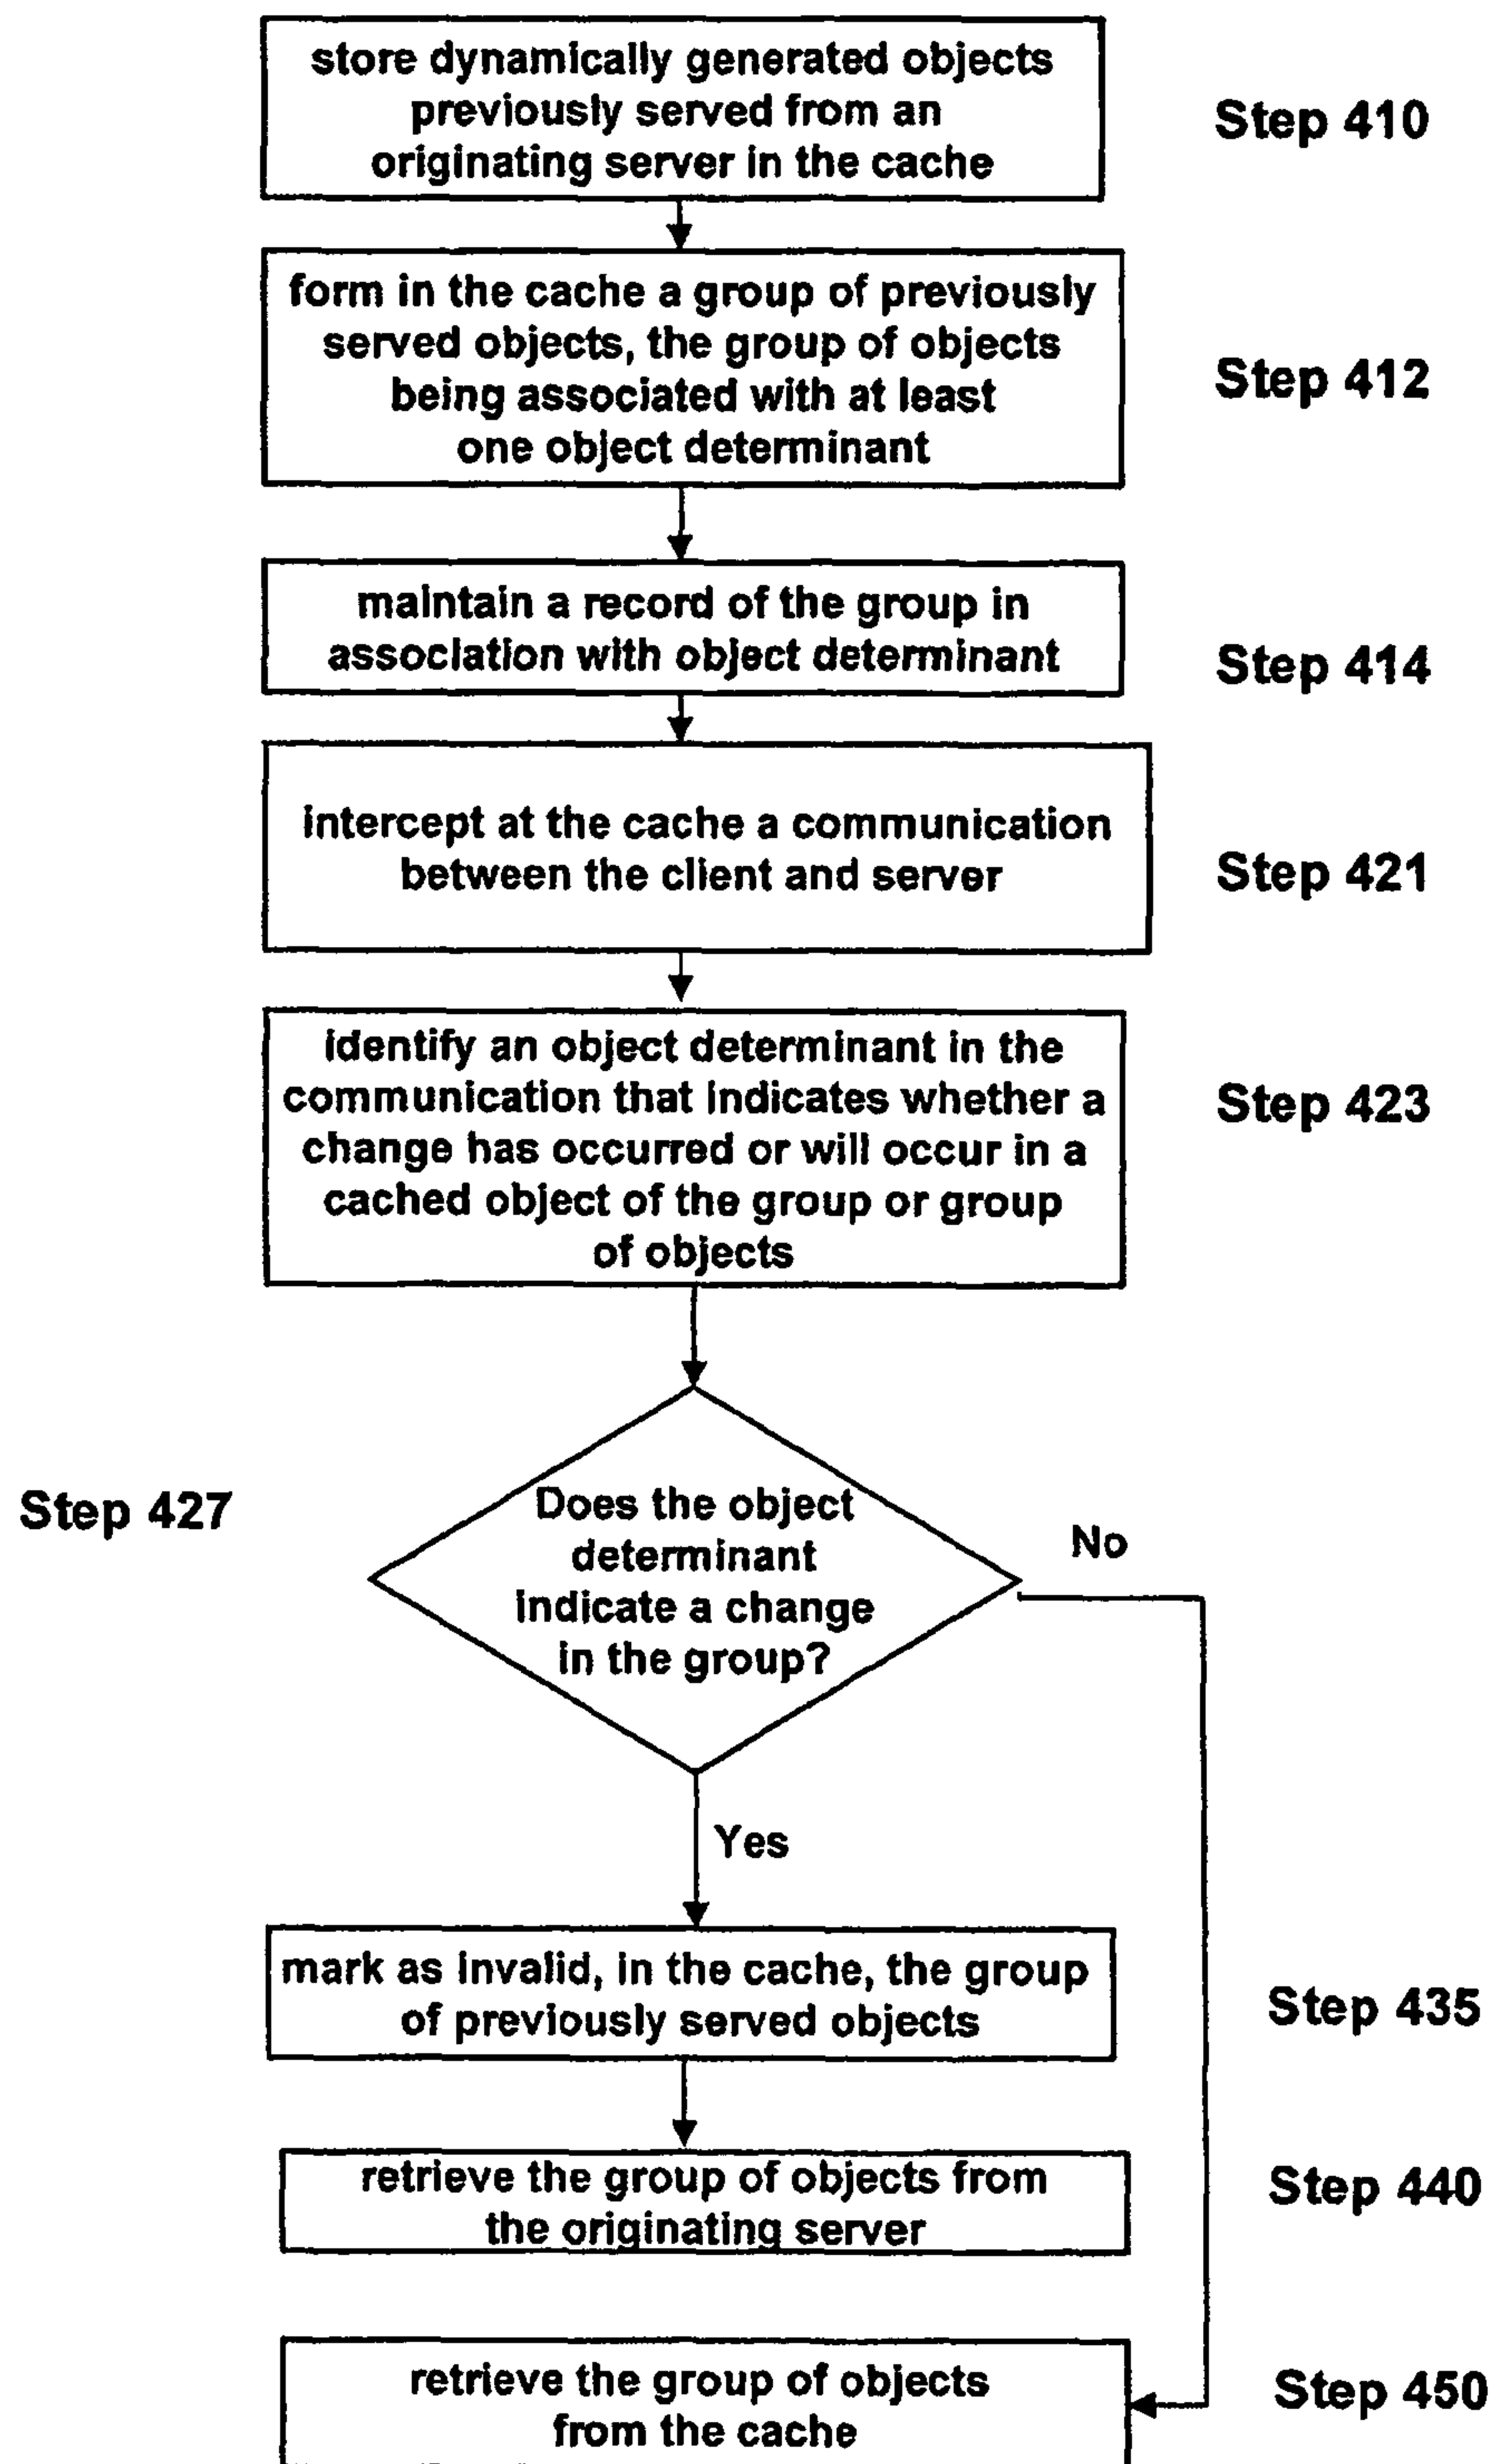 store dynamically generated objects
previously served from an
originating server in the cache
Step 410
form in the cache a group of previously
served objects, the group of objects
being associated with at least
one object determinant
Step 412
maintain a record of the group in
association with object determinant
Step 414
intercept at the cache a communication
between the client and server
Step 421
identify an object determinant in the
communication that indicates whether a
change has occurred or will occur in a
cached object of the group or group
of objects
Step 423
Step 427
Does the object
determinant
indicate a change
in the group?
No
Yes
mark as invalid, in the cache, the group
of previously served objects
Step 435
retrieve the group of objects from
the originating server
Step 440
retrieve the group of objects
from the cache
Step 450